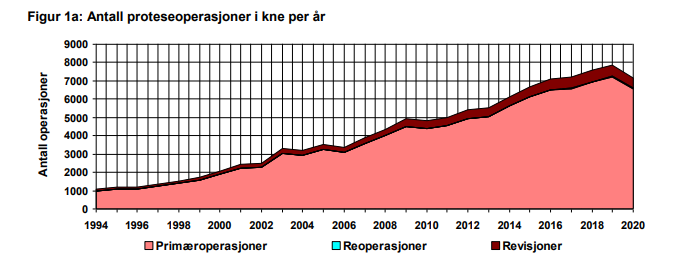 Figur 1a: Antall proteseoperasjoner i kne per år
9000
8000
7000
6000
5000
4000
3000
2000
1000
0
Antall operasjoner
1994 1996 1998 2000 2002 2004 2006 2008 2010 2012 2014 2016 2018 2020
Primæroperasjoner Reoperasjoner Revisjoner